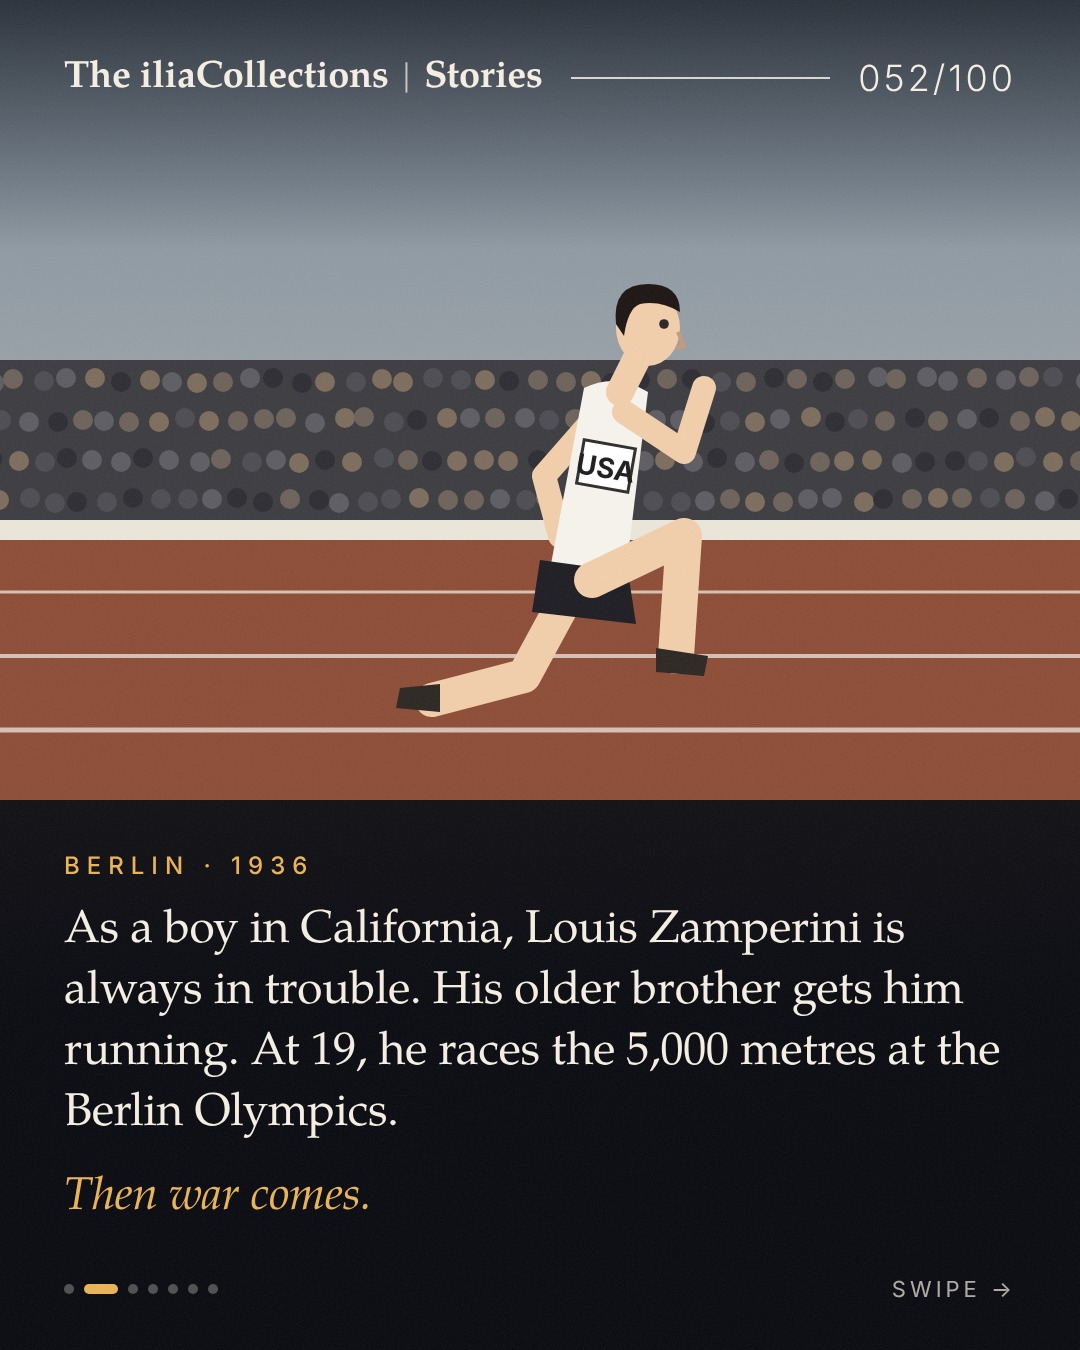 The iliaCollections | Stories 052/100
USA
BERLIN · 1936
As a boy in California, Louis Zamperini is
always in trouble. His older brother gets him
running. At 19, he races the 5,000 metres at the
Berlin Olympics.
Then war comes.
SWIPE →